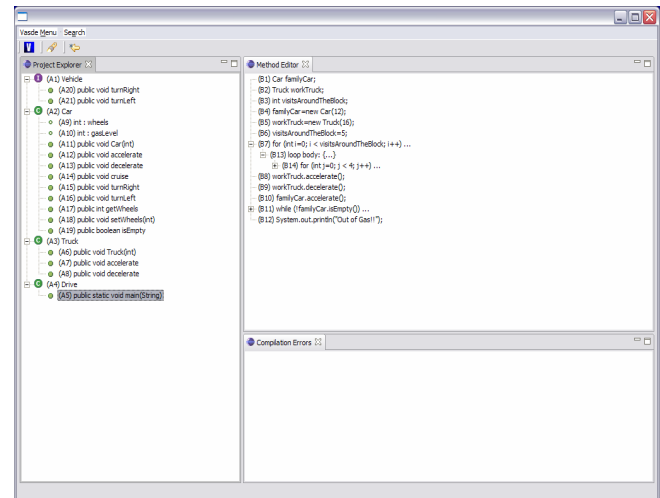 Vasde Menu Search
V
Project Explorer
I (A1) Vehicle
(A20) public void turnRight
(A21) public void turnLeft
C (A2) Car
(A9) int : wheels
(A10) int : gasLevel
(A11) public void Car(int)
(A12) public void accelerate
(A13) public void decelerate
(A14) public void cruise
(A15) public void turnRight
(A16) public void turnLeft
(A17) public int getWheels
(A18) public void setWheels(int)
(A19) public boolean isEmpty
C (A3) Truck
(A6) public void Truck(int)
(A7) public void accelerate
(A8) public void decelerate
C (A4) Drive
(A5) public static void main(String)
Method Editor
(B1) Car familyCar;
(B2) Truck workTruck;
(B3) int visitsAroundTheBlock;
(B4) familyCar=new Car(12);
(B5) workTruck=new Truck(16);
(B6) visitsAroundTheBlock=5;
(B7) for (int i=0; i < visitsAroundTheBlock; i++) ...
(B13) loop body: {...}
(B14) for (int j=0; j < 4; j++) ...
(B8) workTruck.accelerate();
(B9) workTruck.decelerate();
(B10) familyCar.accelerate();
(B11) while (!familyCar.isEmpty()) ...
(B12) System.out.println("Out of Gas!!");
Compilation Errors